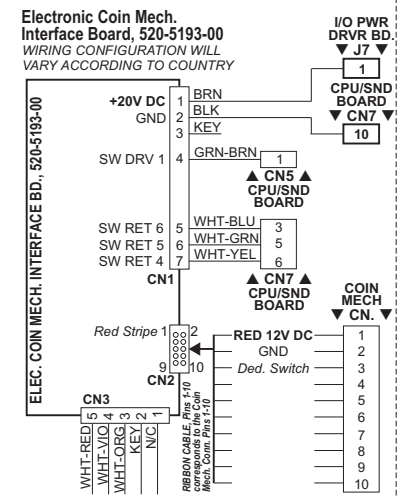 Electronic Coin Mech.
Interface Board, 520-5193-00
WIRING CONFIGURATION WILL
VARY ACCORDING TO COUNTRY
I/O PWR
DRVR BD.
▼ J7 ▼
1
CPU/SND
BOARD
▼ CN7 ▼
10
ELEC. COIN MECH. INTERFACE BD., 520-5193-00
+20V DC 1 BRN
GND 2 BLK
3 KEY
SW DRV 1 4 GRN-BRN 1
▲ CN5 ▲
CPU/SND
BOARD
SW RET 6 5 WHT-BLU 3
SW RET 5 6 WHT-GRN 5
SW RET 4 7 WHT-YEL 6
CN1
▲ CN7 ▲
CPU/SND
BOARD
COIN
MECH
▼ CN. ▼
Red Stripe 1 2
9 10
CN2
RED 12V DC 1
GND 2
Ded. Switch 3
4
5
6
7
8
9
10
RIBBON CABLE, Pins 1-10
corresponds to the Coin
Mech. Conn. Pins 1-10
CN3
5 4 3 2 1
WHT-RED
WHT-VIO
WHT-ORG
KEY
N/C